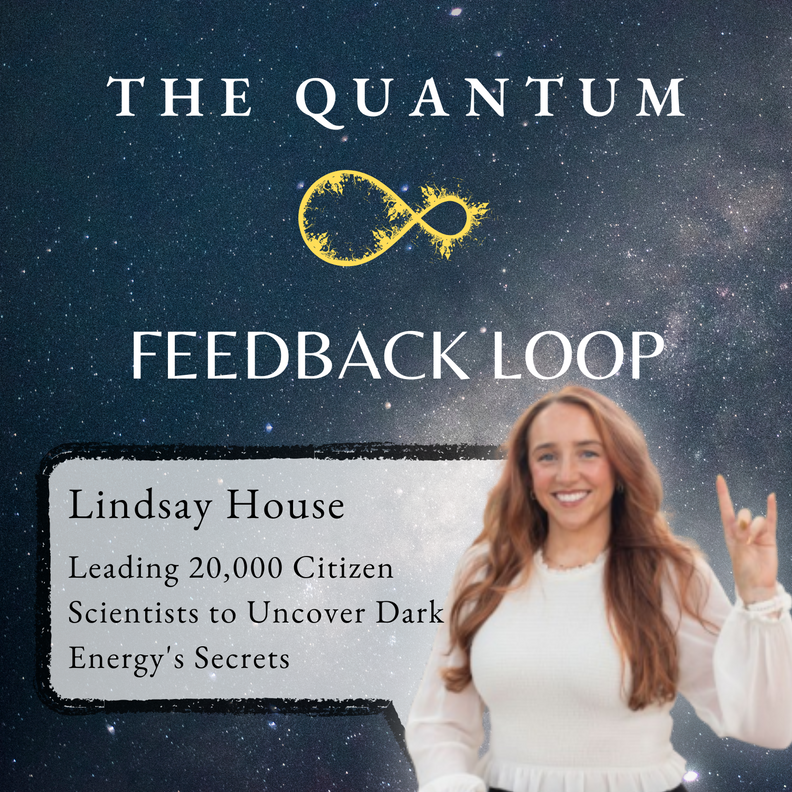 THE QUANTUM
FEEDBACK LOOP
Lindsay House
Leading 20,000 Citizen
Scientists to Uncover Dark
Energy's Secrets